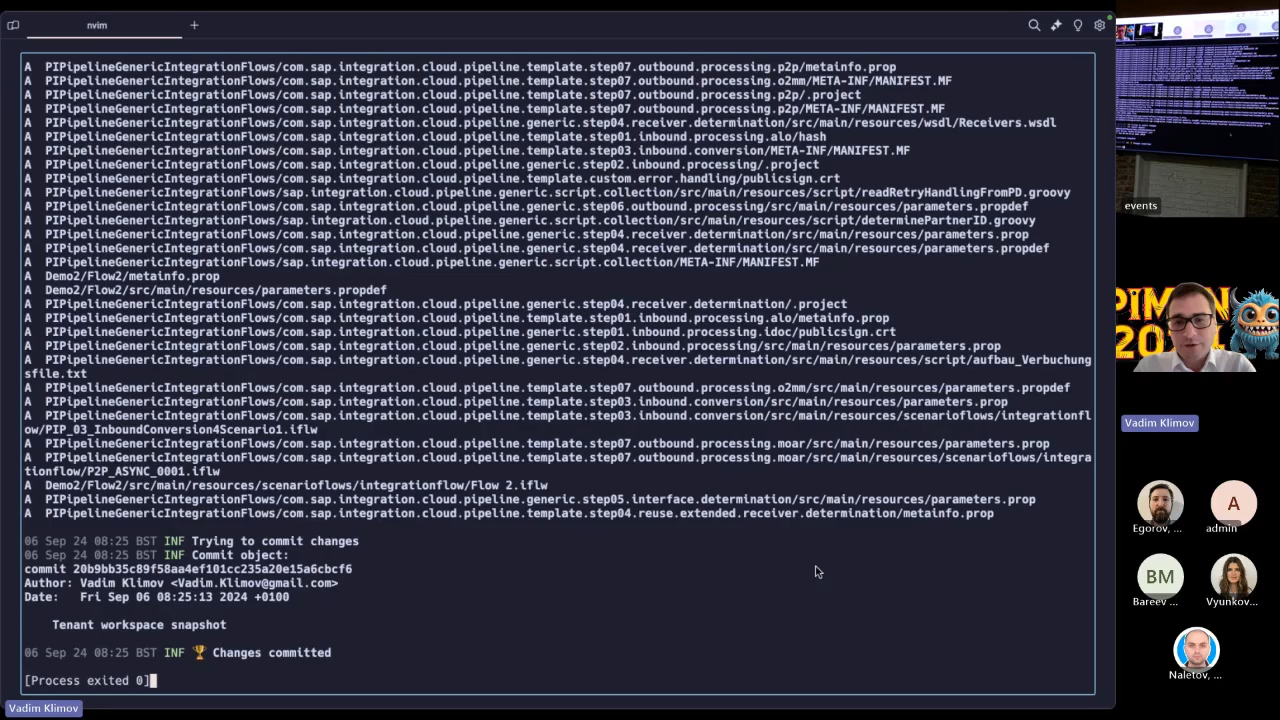 nvim
A PIPipelineGenericIntegrationFlows/com.sap.integration.cloud.pipeline.template.step07.outbound.processing.p2p/metainfo.prop
A PIPipelineGenericIntegrationFlows/com.sap.integration.cloud.pipeline.template.step07.outbound.processing.o2mm/META-INF/MANIFEST.MF
PIPipelineGenericIntegrationFlows/com.sap.integration.cloud.pipeline.template.step07.outbound.processing.p2p/.project
A PIPipelineGenericIntegrationFlows/com.sap.integration.cloud.pipeline.template.step07.outbound.processing.p2p/META-INF/MANIFEST.MF
A PIPipelineGenericIntegrationFlows/com.sap.integration.cloud.pipeline.generic.step04.receiver.determination/src/main/resources/wsdl/Receivers.wsdl
A PIPipelineGenericIntegrationFlows/com.sap.integration.cloud.pipeline.template.step01.inbound.processing.alo/hash
A PIPipelineGenericIntegrationFlows/com.sap.integration.cloud.pipeline.template.step03.inbound.conversion/META-INF/MANIFEST.MF
A PIPipelineGenericIntegrationFlows/com.sap.integration.cloud.pipeline.generic.step02.inbound.processing/.project
A PIPipelineGenericIntegrationFlows/com.sap.integration.cloud.pipeline.template.custom.error.handling/publicsign.crt
A PIPipelineGenericIntegrationFlows/sap.integration.cloud.pipeline.generic.script.collection/src/main/resources/script/readRetryHandlingFromPD.groovy
A PIPipelineGenericIntegrationFlows/com.sap.integration.cloud.pipeline.generic.step06.outbound.processing/src/main/resources/parameters.propdef
A PIPipelineGenericIntegrationFlows/sap.integration.cloud.pipeline.generic.script.collection/src/main/resources/script/determinePartnerID.groovy
A PIPipelineGenericIntegrationFlows/com.sap.integration.cloud.pipeline.generic.step04.receiver.determination/src/main/resources/parameters.prop
A PIPipelineGenericIntegrationFlows/com.sap.integration.cloud.pipeline.generic.step04.receiver.determination/src/main/resources/parameters.propdef
A PIPipelineGenericIntegrationFlows/sap.integration.cloud.pipeline.generic.script.collection/META-INF/MANIFEST.MF
A Demo2/Flow2/metainfo.prop
A Demo2/Flow2/src/main/resources/parameters.propdef
A PIPipelineGenericIntegrationFlows/com.sap.integration.cloud.pipeline.generic.step04.receiver.determination/.project
A PIPipelineGenericIntegrationFlows/com.sap.integration.cloud.pipeline.template.step01.inbound.processing.alo/metainfo.prop
A PIPipelineGenericIntegrationFlows/com.sap.integration.cloud.pipeline.generic.step01.inbound.processing.idoc/publicsign.crt
A PIPipelineGenericIntegrationFlows/com.sap.integration.cloud.pipeline.generic.step02.inbound.processing/src/main/resources/parameters.prop
A PIPipelineGenericIntegrationFlows/com.sap.integration.cloud.pipeline.generic.step04.receiver.determination/src/main/resources/script/aufbau_Verbuchung
sfile.txt
A PIPipelineGenericIntegrationFlows/com.sap.integration.cloud.pipeline.template.step07.outbound.processing.o2mm/src/main/resources/parameters.propdef
A PIPipelineGenericIntegrationFlows/com.sap.integration.cloud.pipeline.template.step03.inbound.conversion/src/main/resources/parameters.prop
A PIPipelineGenericIntegrationFlows/com.sap.integration.cloud.pipeline.template.step03.inbound.conversion/src/main/resources/scenarioflows/integrationfl
ow/PIP_03_InboundConversion4Scenario1.iflw
A PIPipelineGenericIntegrationFlows/com.sap.integration.cloud.pipeline.template.step07.outbound.processing.moar/src/main/resources/parameters.prop
A PIPipelineGenericIntegrationFlows/com.sap.integration.cloud.pipeline.template.step07.outbound.processing.moar/src/main/resources/scenarioflows/integra
tionflow/P2P_ASYNC_0001.iflw
A Demo2/Flow2/src/main/resources/scenarioflows/integrationflow/Flow 2.iflw
A PIPipelineGenericIntegrationFlows/com.sap.integration.cloud.pipeline.generic.step05.interface.determination/src/main/resources/parameters.prop
A PIPipelineGenericIntegrationFlows/com.sap.integration.cloud.pipeline.template.step04.reuse.extended.receiver.determination/metainfo.prop
06 Sep 24 08:25 BST INF Trying to commit changes
06 Sep 24 08:25 BST INF Commit object:
commit 20b9bb35c89f58aa4ef101cc235a20e15a6cbcf6
Author: Vadim Klimov <Vadim.Klimov@gmail.com>
Date: Fri Sep 06 08:25:13 2024 +0100
Tenant workspace snapshot
06 Sep 24 08:25 BST INF 🏆 Changes committed
[Process exited 0]
Vadim Klimov
events
Vadim Klimov
Egorov, ...
admin
A
BM
Bareev ...
Vyunkov...
Naletov, ...